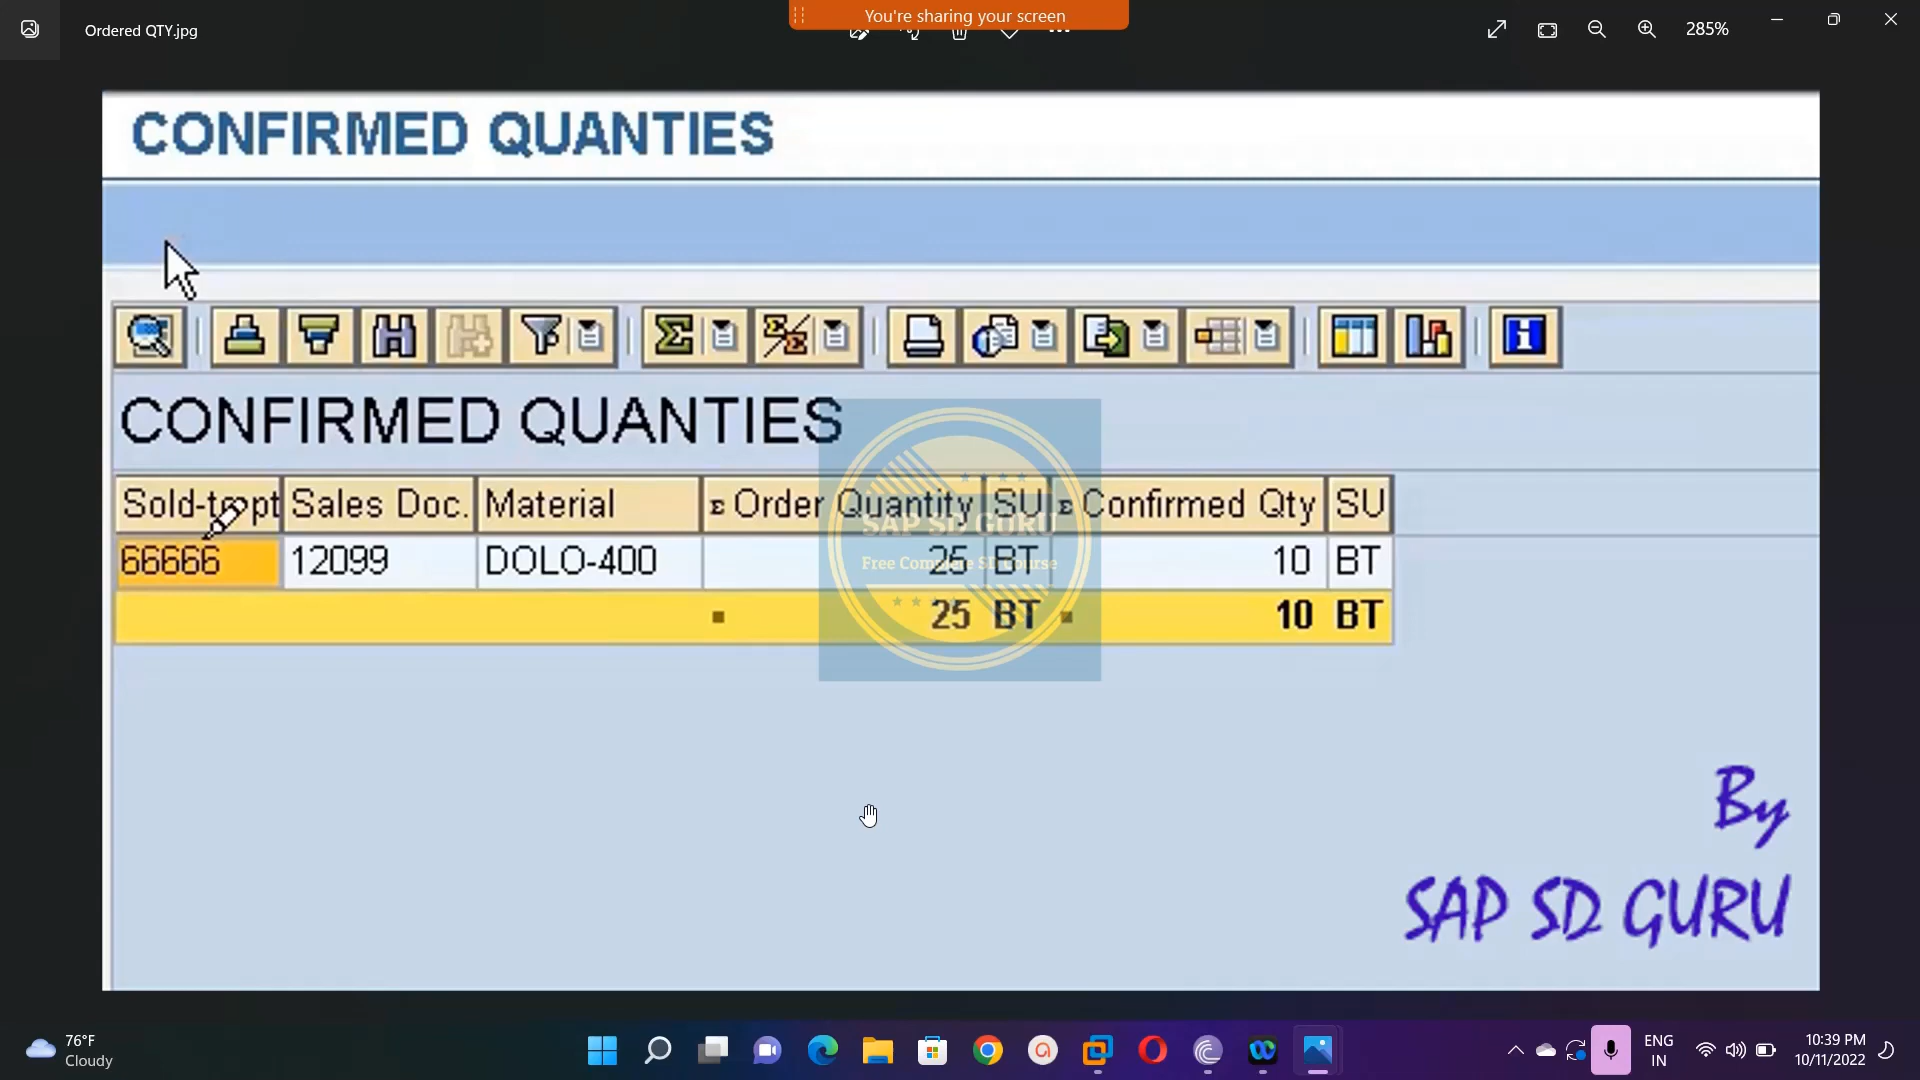 You're sharing your screen
Ordered QTY.jpg
285%
CONFIRMED QUANTIES
CONFIRMED QUANTIES
Sold-to pt Sales Doc. Material Σ Order Quantity SU Σ Confirmed Qty SU
66666 12099 DOLO-400 25 BT 10 BT
25 BT 10 BT
SAP SD GURU
Free Complete SD Course
By
SAP SD GURU
76°F
Cloudy
ENG
IN
10:39 PM
10/11/2022